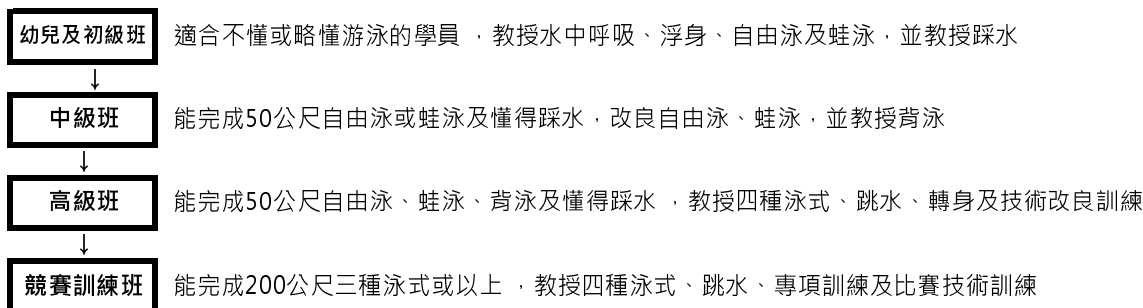 幼兒及初級班 適合不懂或略懂游泳的學員 ，教授水中呼吸、浮身、自由泳及蛙泳，並教授踩水
↓
中級班 能完成50公尺自由泳或蛙泳及懂得踩水，改良自由泳、蛙泳，並教授背泳
↓
高級班 能完成50公尺自由泳、蛙泳、背泳及懂得踩水 ，教授四種泳式、跳水、轉身及技術改良訓練
↓
競賽訓練班 能完成200公尺三種泳式或以上 ，教授四種泳式、跳水、專項訓練及比賽技術訓練